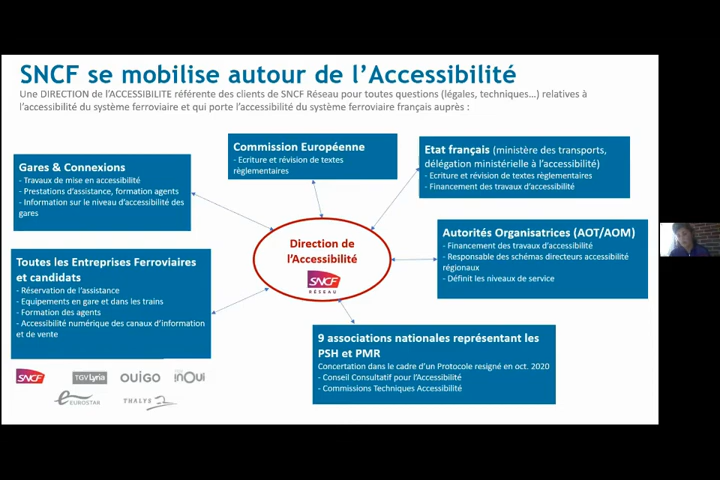 SNCF se mobilise autour de l'Accessibilité
Une DIRECTION de l'ACCESSIBILITE référente des clients de SNCF Réseau pour toutes questions (légales, techniques...) relatives à
l'accessibilité du système ferroviaire et qui porte l'accessibilité du système ferroviaire français auprès :
Commission Européenne
- Ecriture et révision de textes
règlementaires
Etat français (ministère des transports,
délégation ministérielle à l'accessibilité)
- Ecriture et révision de textes règlementaires
- Financement des travaux d'accessibilité
Gares & Connexions
- Travaux de mise en accessibilité
- Prestations d'assistance, formation agents
- Information sur le niveau d'accessibilité des
gares
Direction de
l'Accessibilité
SNCF
RÉSEAU
Autorités Organisatrices (AOT/AOM)
- Financement des travaux d'accessibilité
- Responsable des schémas directeurs accessibilité
régionaux
- Définit les niveaux de service
Toutes les Entreprises Ferroviaires
et candidats
- Réservation de l'assistance
- Equipements en gare et dans les trains
- Formation des agents
- Accessibilité numérique des canaux d'information
et de vente
9 associations nationales représentant les
PSH et PMR
Concertation dans le cadre d'un Protocole resigné en oct. 2020
- Conseil Consultatif pour l'Accessibilité
- Commissions Techniques Accessibilité
SNCF
TGV Lyria
OUIGO
inOui
EUROSTAR
THALYS